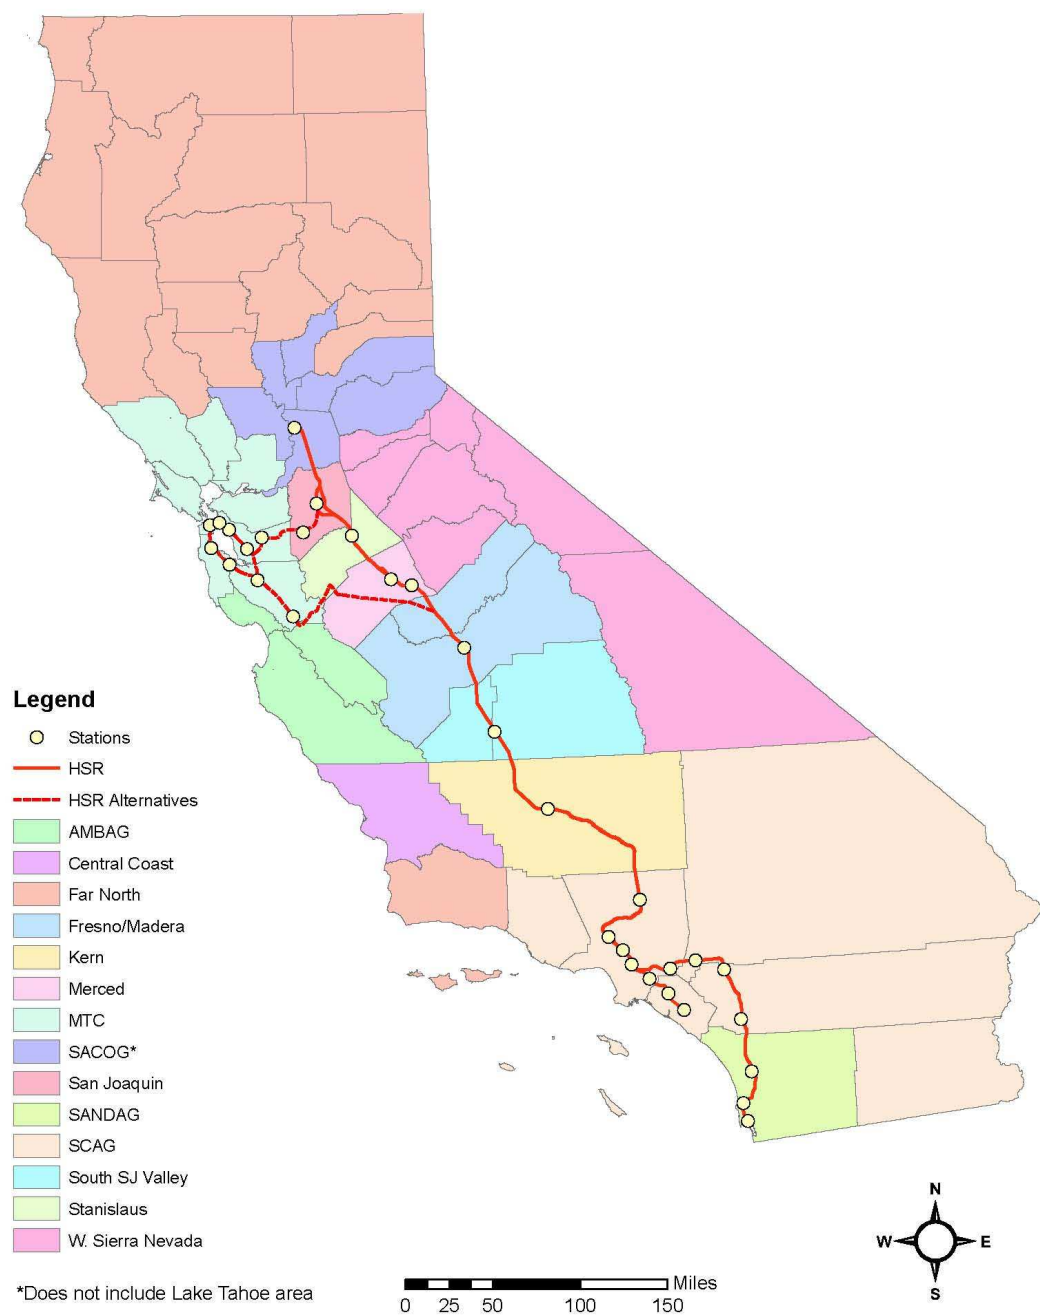 Legend
Stations
HSR
HSR Alternatives
AMBAG
Central Coast
Far North
Fresno/Madera
Kern
Merced
MTC
SACOG*
San Joaquin
SANDAG
SCAG
South SJ Valley
Stanislaus
W. Sierra Nevada
*Does not include Lake Tahoe area
N
W E
S
Miles
0 25 50 100 150